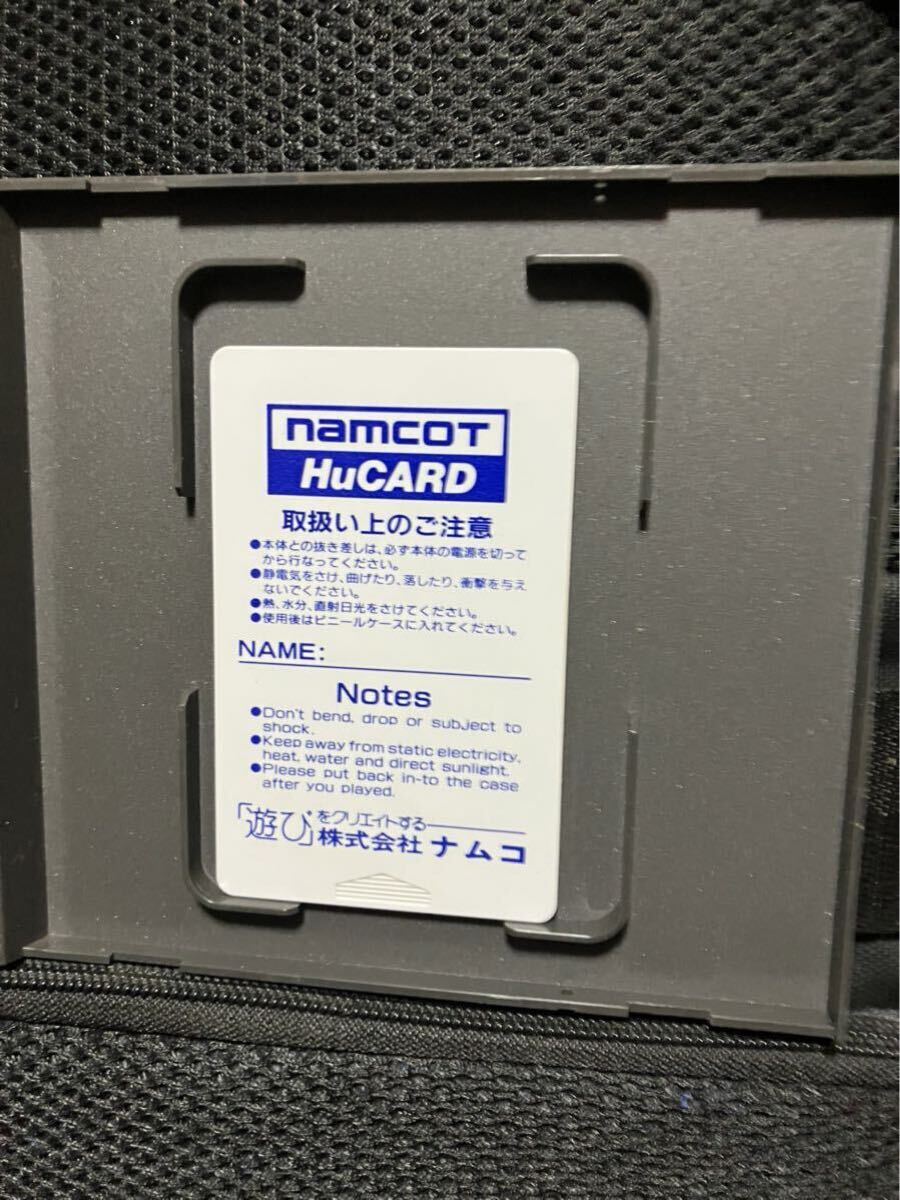 namcot
HuCARD
取扱い上のご注意
●本体との抜き差しは、必ず本体の電源を切って
から行なってください。
●静電気をさけ、曲げたり、落したり、衝撃を与え
ないでください。
●熱、水分、直射日光をさけてください。
●使用後はビニールケースに入れてください。
NAME:
Notes
●Don't bend, drop or subject to
shock.
●Keep away from static electricity,
heat, water and direct sunlight.
●Please put back in-to the case
after you played.
「遊び」をクリエイトする
株式会社 ナムコ